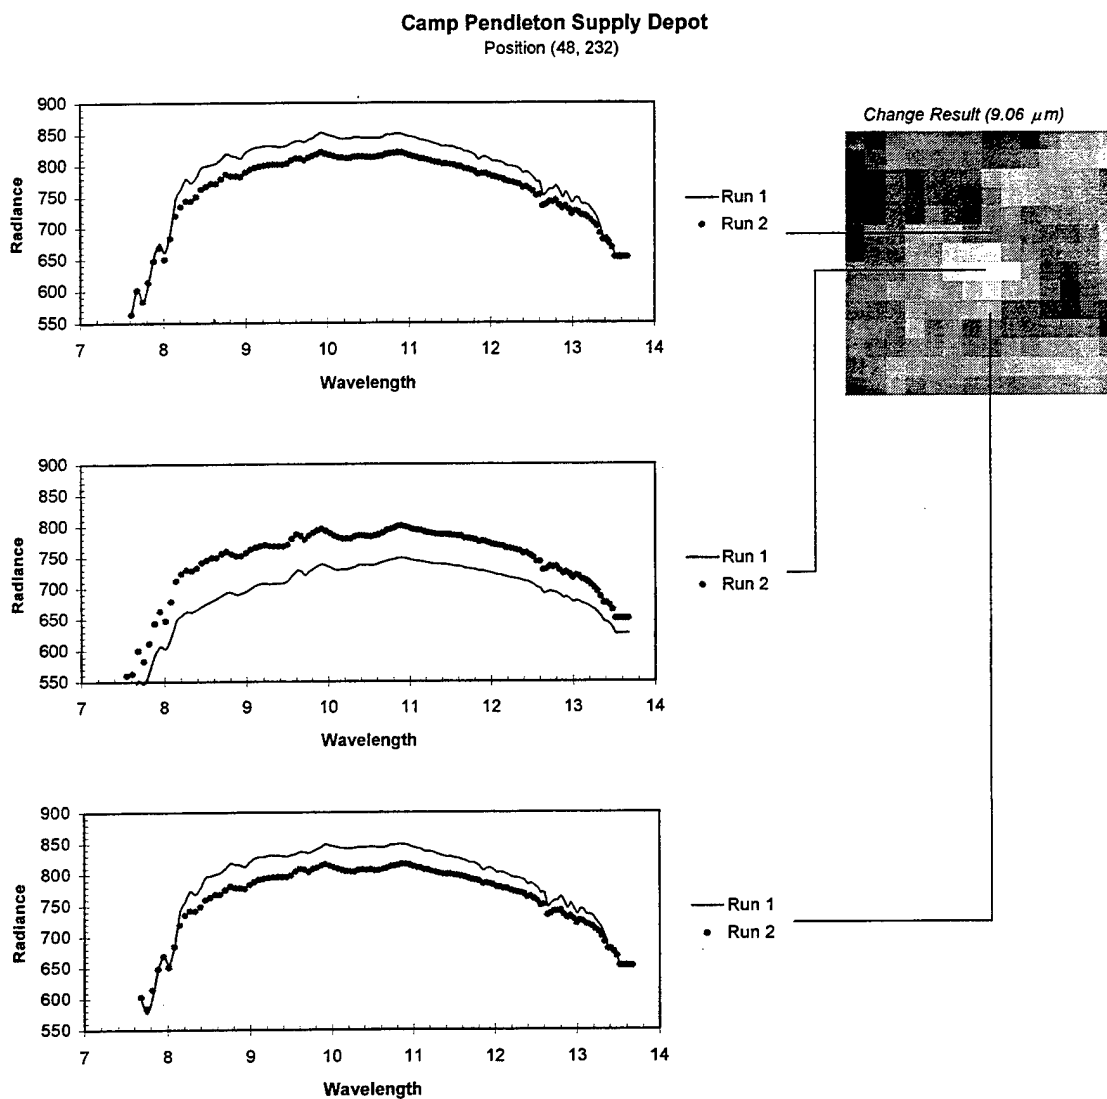 Camp Pendleton Supply Depot
Position (48, 232)
Change Result (9.06 μm)
900
850
800
750
700
650
600
550
Radiance
7 8 9 10 11 12 13 14
Wavelength
Run 1
Run 2
900
850
800
750
700
650
600
550
Radiance
7 8 9 10 11 12 13 14
Wavelength
Run 1
Run 2
900
850
800
750
700
650
600
550
Radiance
7 8 9 10 11 12 13 14
Wavelength
Run 1
Run 2